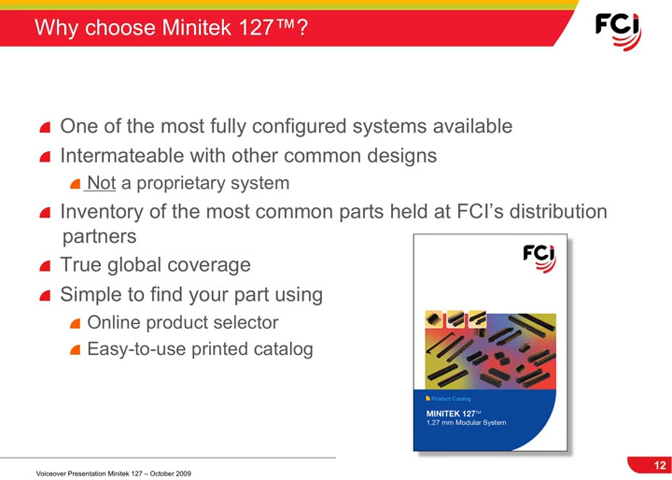 Why choose Minitek 127™?
FCi
One of the most fully configured systems available
Intermateable with other common designs
Not a proprietary system
Inventory of the most common parts held at FCI's distribution
partners
True global coverage
Simple to find your part using
Online product selector
Easy-to-use printed catalog
FCi
Product Catalog
MINITEK 127™
1.27 mm Modular System
Voiceover Presentation Minitek 127 – October 2009
12